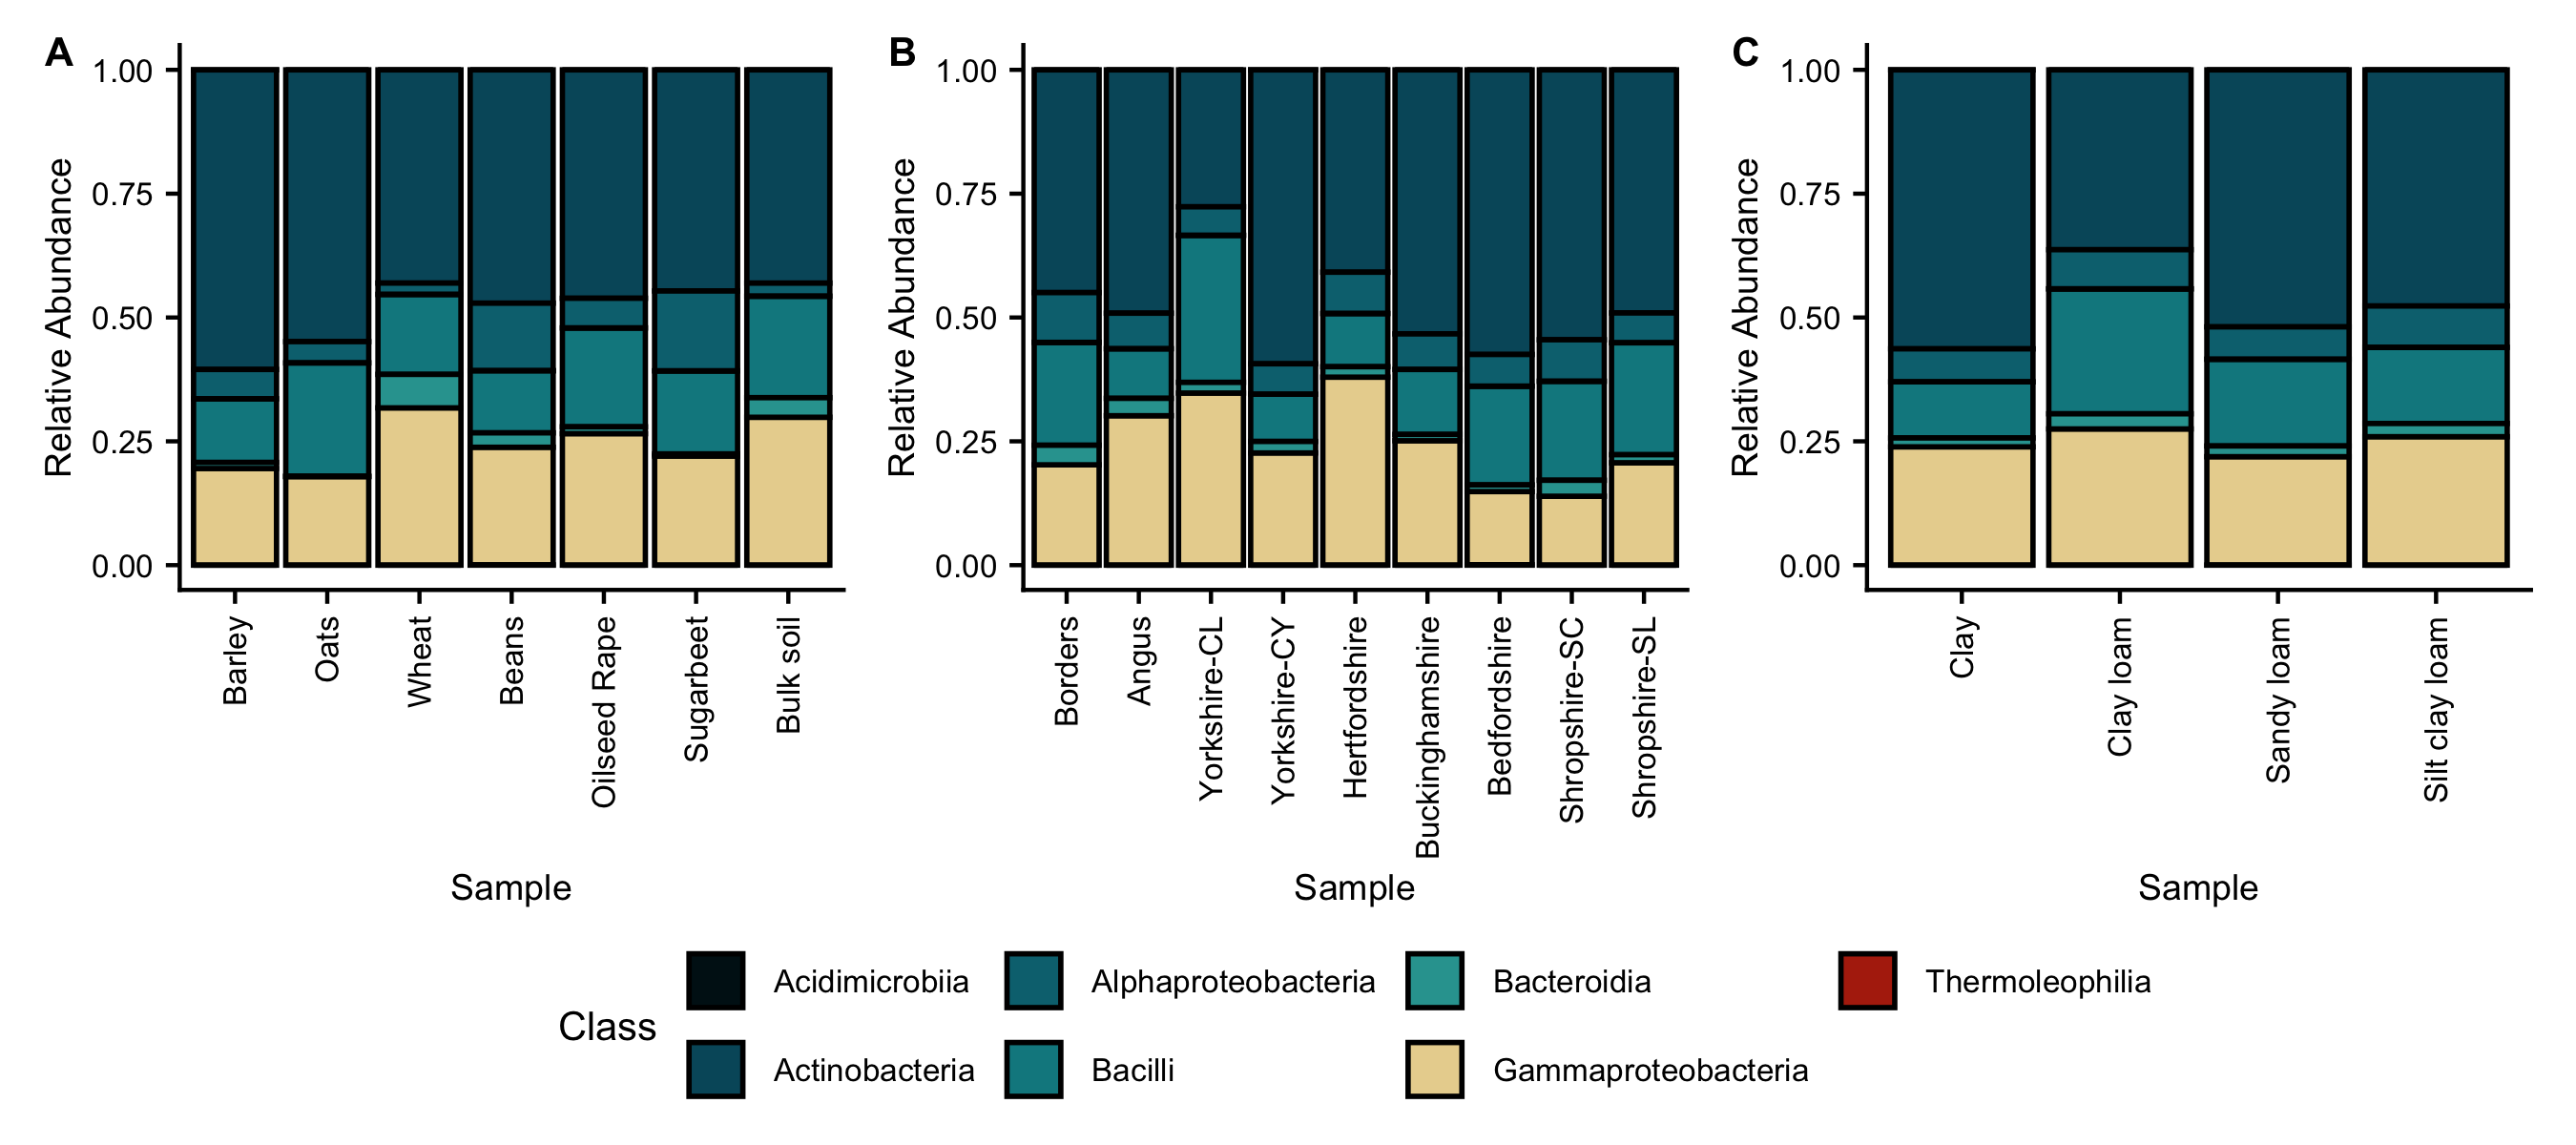 A
1.00
0.75
0.50
0.25
0.00
Relative Abundance
Barley
Oats
Wheat
Beans
Oilseed Rape
Sugarbeet
Bulk soil
Sample
B
1.00
0.75
0.50
0.25
0.00
Relative Abundance
Borders
Angus
Yorkshire-CL
Yorkshire-CY
Hertfordshire
Buckinghamshire
Bedfordshire
Shropshire-SC
Shropshire-SL
Sample
C
1.00
0.75
0.50
0.25
0.00
Relative Abundance
Clay
Clay loam
Sandy loam
Silt clay loam
Sample
Class
Acidimicrobiia
Alphaproteobacteria
Bacteroidia
Thermoleophilia
Actinobacteria
Bacilli
Gammaproteobacteria